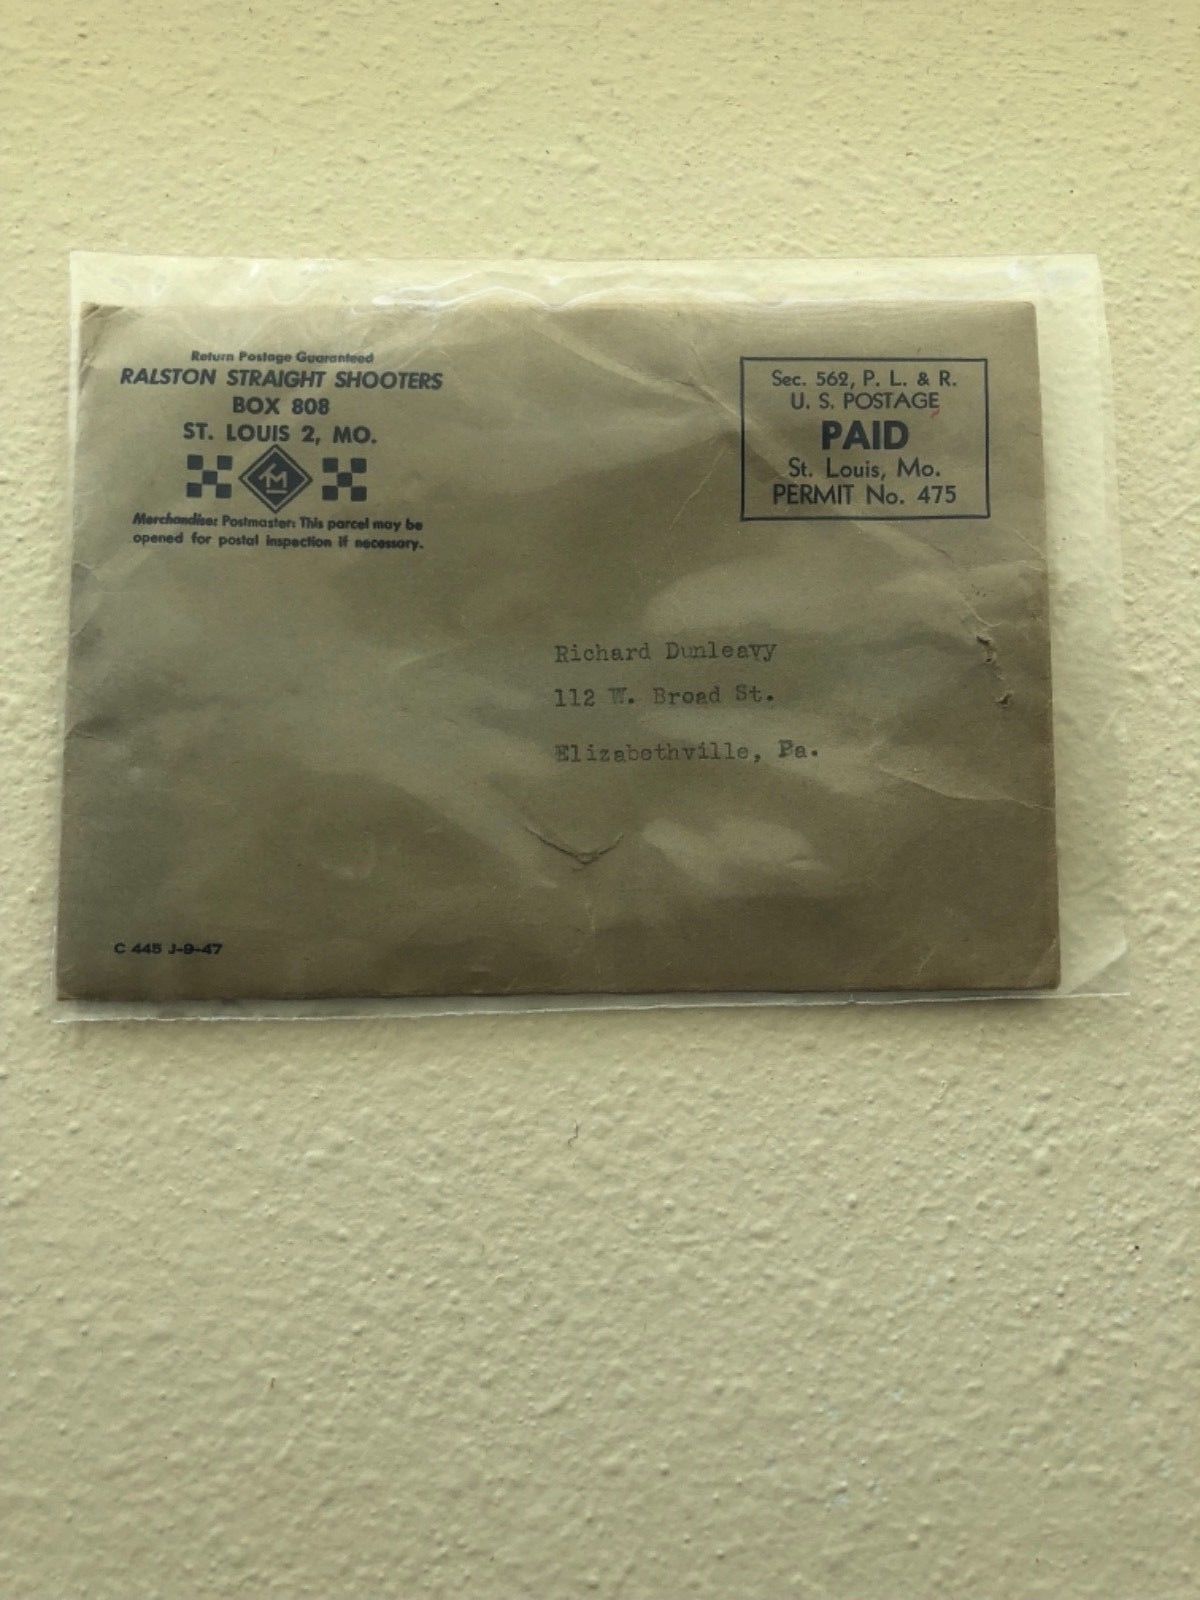 Return Postage Guaranteed
RALSTON STRAIGHT SHOOTERS
BOX 808
ST. LOUIS 2, MO.
TM
Merchandise: Postmaster: This parcel may be
opened for postal inspection if necessary.
Sec. 562, P. L. & R.
U. S. POSTAGE
PAID
St. Louis, Mo.
PERMIT No. 475
Richard Dunleavy
112 W. Broad St.
Elizabethville, Pa.
C 445 J-9-47